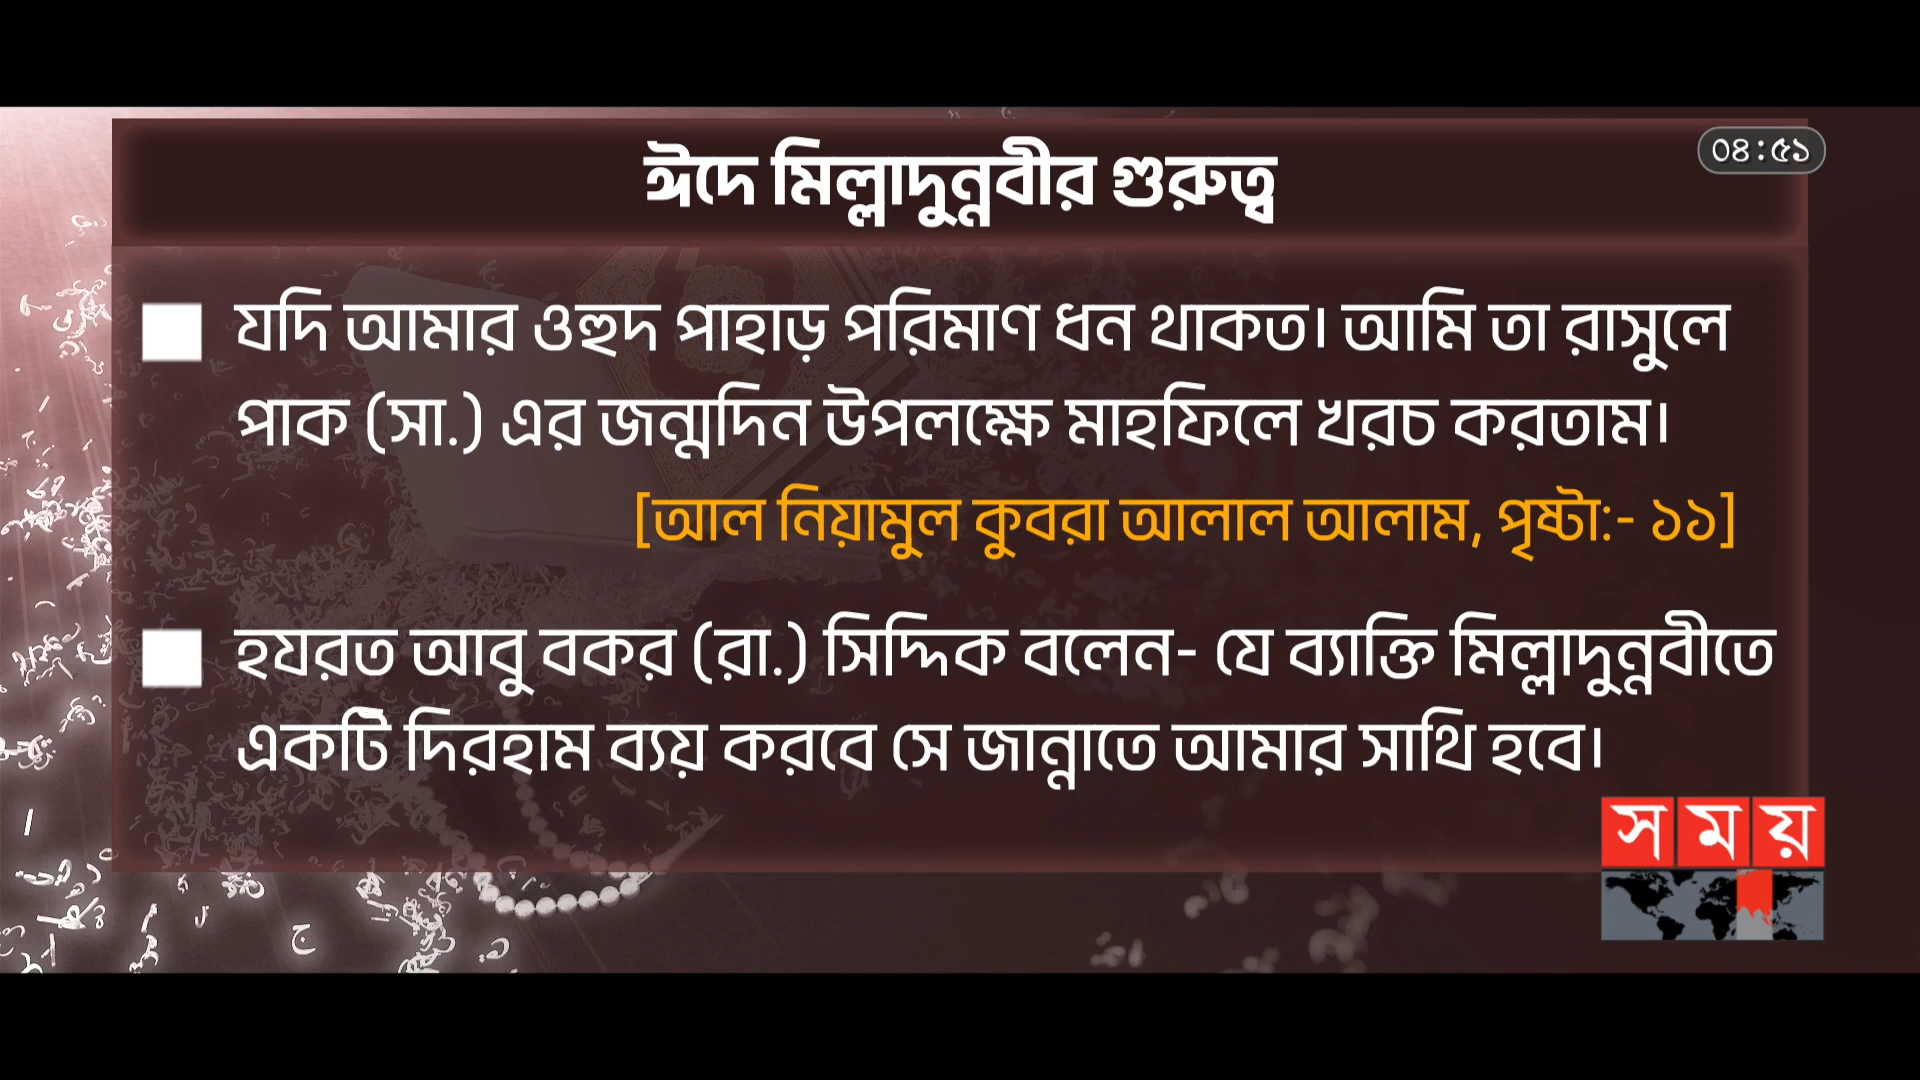 ঈদে মিল্লাদুন্নবীর গুরুত্ব
০৪:৫১
যদি আমার ওহুদ পাহাড় পরিমাণ ধন থাকত। আমি তা রাসুলে
পাক (সা.) এর জন্মদিন উপলক্ষে মাহফিলে খরচ করতাম।
[আল নিয়ামুল কুবরা আলাল আলাম, পৃষ্টা:- ১১]
হযরত আবু বকর (রা.) সিদ্দিক বলেন- যে ব্যাক্তি মিল্লাদুন্নবীতে
একটি দিরহাম ব্যয় করবে সে জান্নাতে আমার সাথি হবে।
সময়